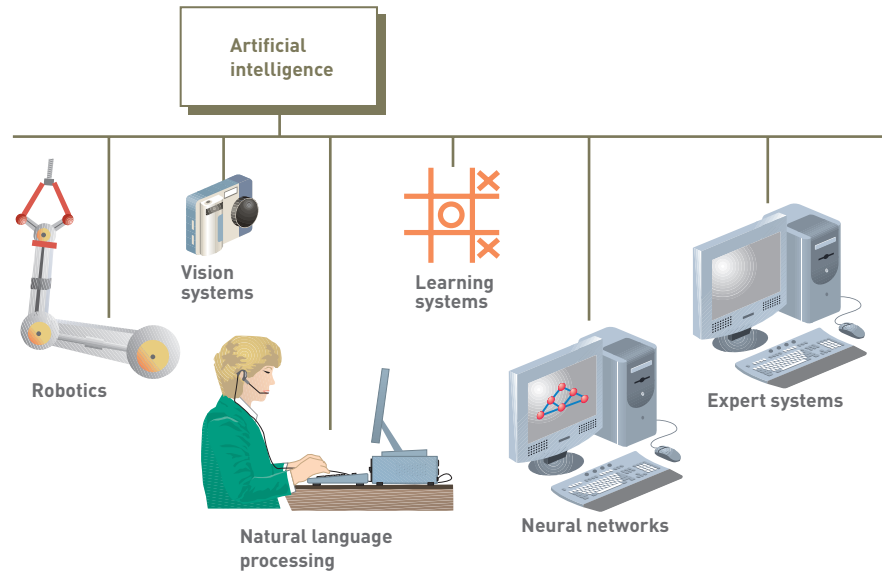 Artificial
intelligence
Vision
systems
Learning
systems
Robotics
Expert systems
Natural language
processing
Neural networks